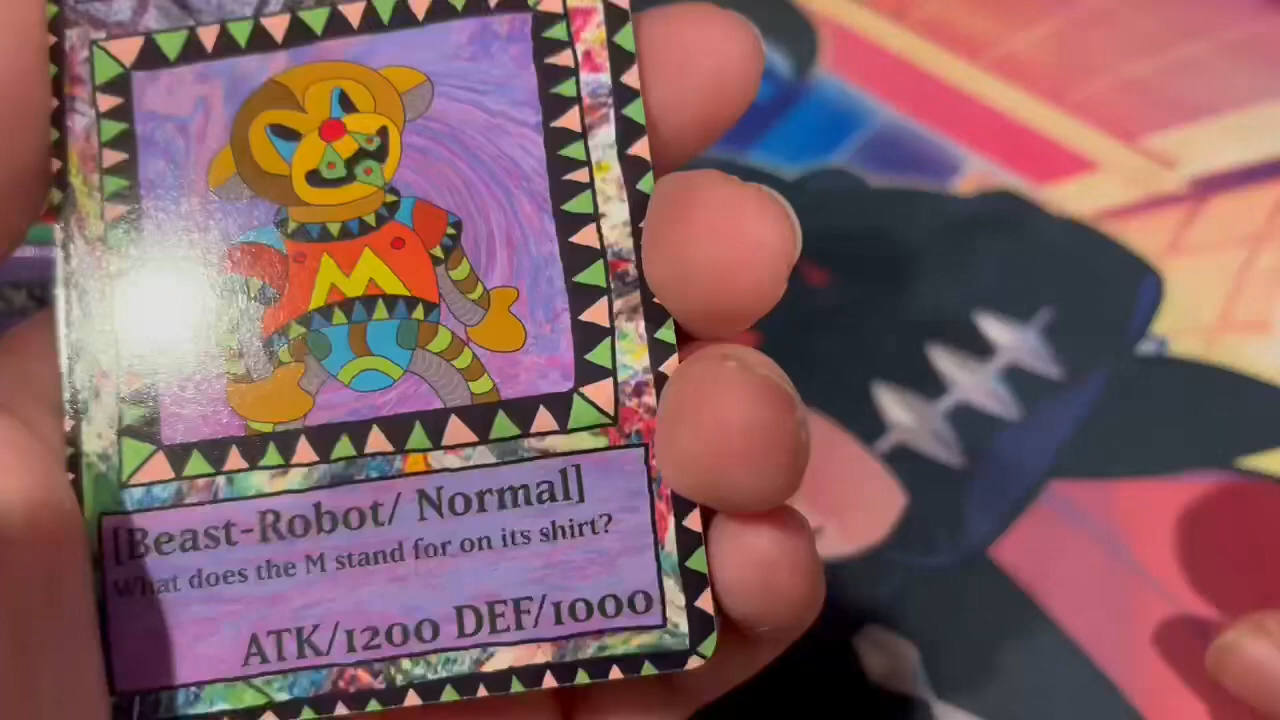 M
[Beast-Robot/ Normal]
What does the M stand for on its shirt?
ATK/1200 DEF/1000